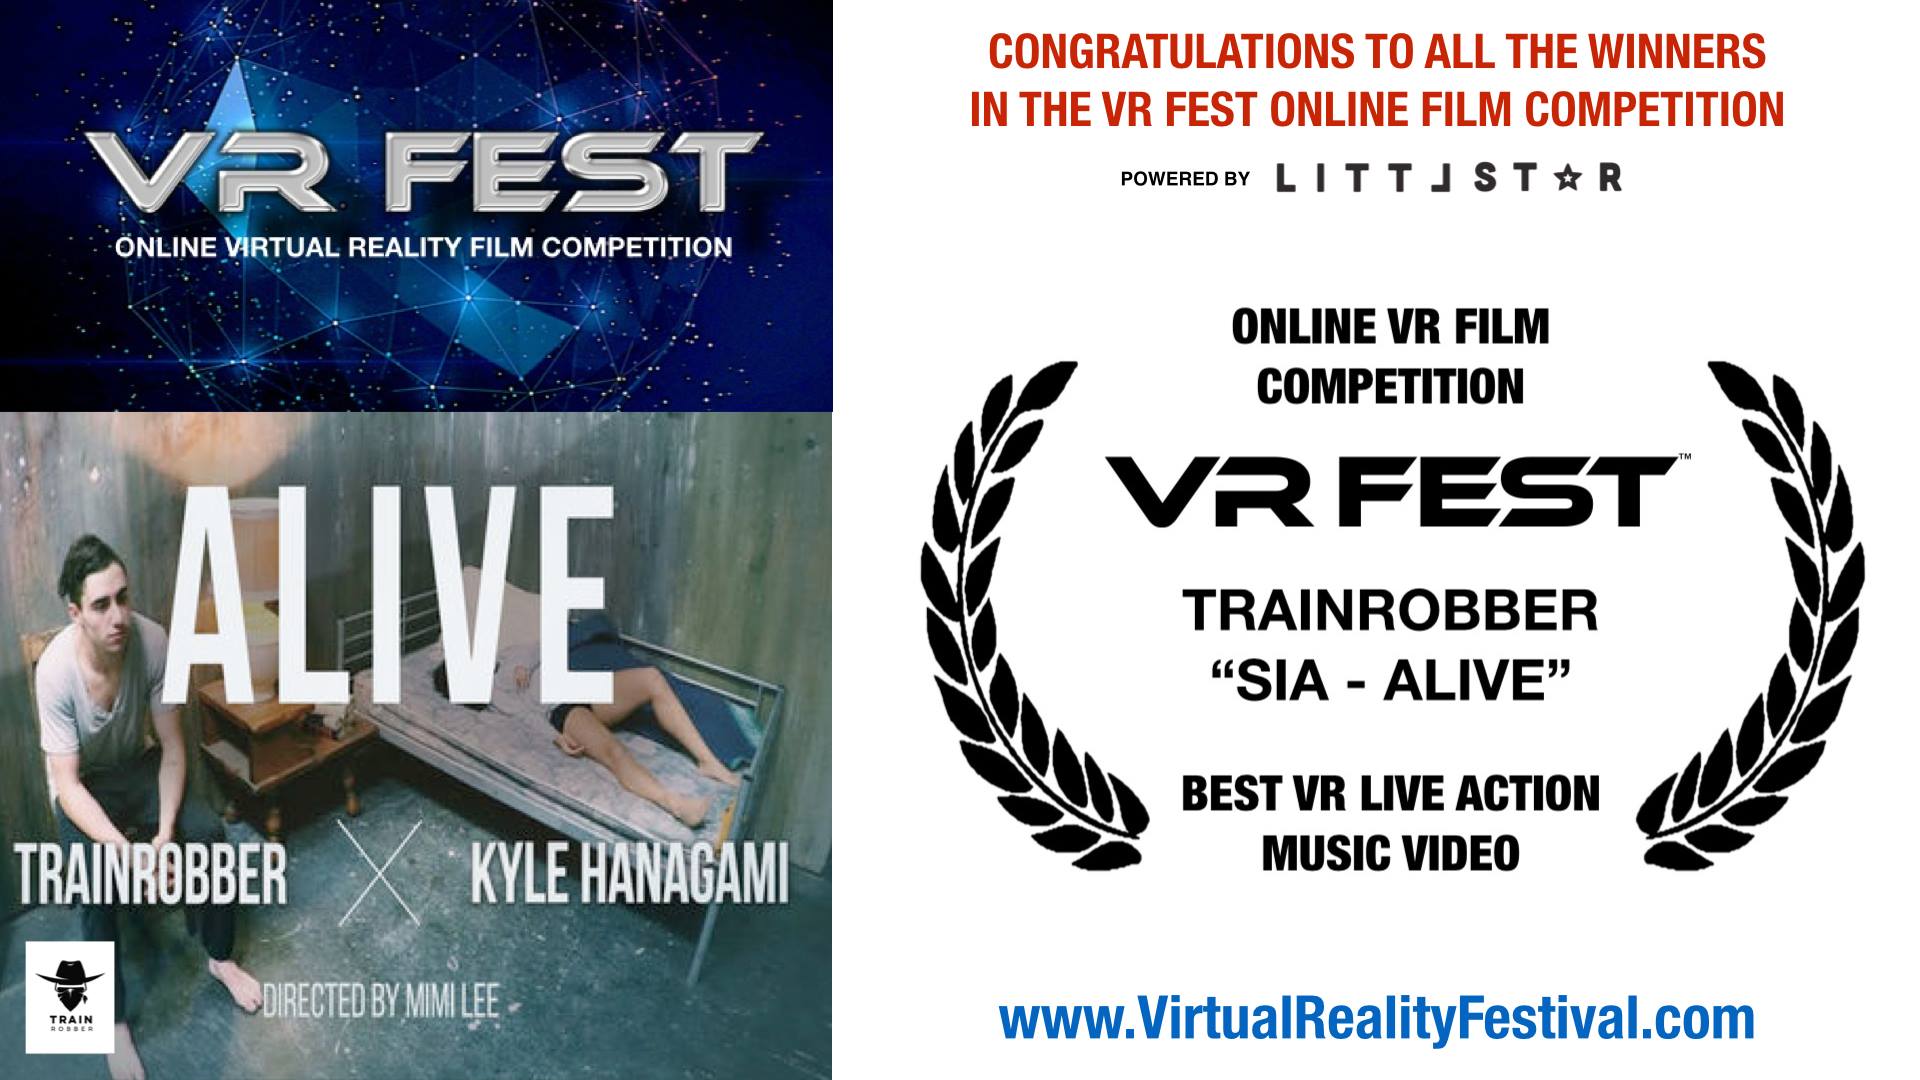 VR FEST
ONLINE VIRTUAL REALITY FILM COMPETITION
ALIVE
TRAINROBBER X KYLE HANAGAMI
DIRECTED BY MIMI LEE
TRAIN
ROBBER
CONGRATULATIONS TO ALL THE WINNERS
IN THE VR FEST ONLINE FILM COMPETITION
POWERED BY LITTLSTAR
ONLINE VR FILM
COMPETITION
VR FEST™
TRAINROBBER
“SIA - ALIVE”
BEST VR LIVE ACTION
MUSIC VIDEO
www.VirtualRealityFestival.com